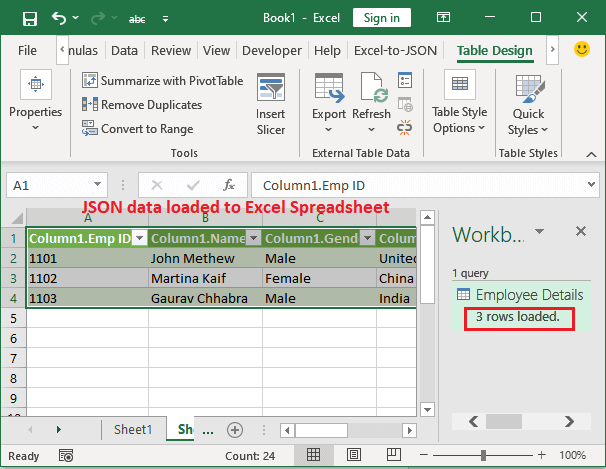 abc Book1 - Excel Sign in
File nulas Data Review View Developer Help Excel-to-JSON Table Design
Properties
Summarize with PivotTable
Remove Duplicates
Convert to Range
Insert
Slicer
Export
Refresh
Table Style
Options
Quick
Styles
Tools External Table Data Table Styles
A1 Column1.Emp ID
JSON data loaded to Excel Spreadsheet
A B C
1 Column1.Emp ID Column1.Name Column1.Gend Colum
2 1101 John Methew Male United
3 1102 Martina Kaif Female China
4 1103 Gaurav Chhabra Male India
5
6
7
8
9
Workb...
1 query
Employee Details
3 rows loaded.
Sheet1 She ...
Ready Count: 24 100%